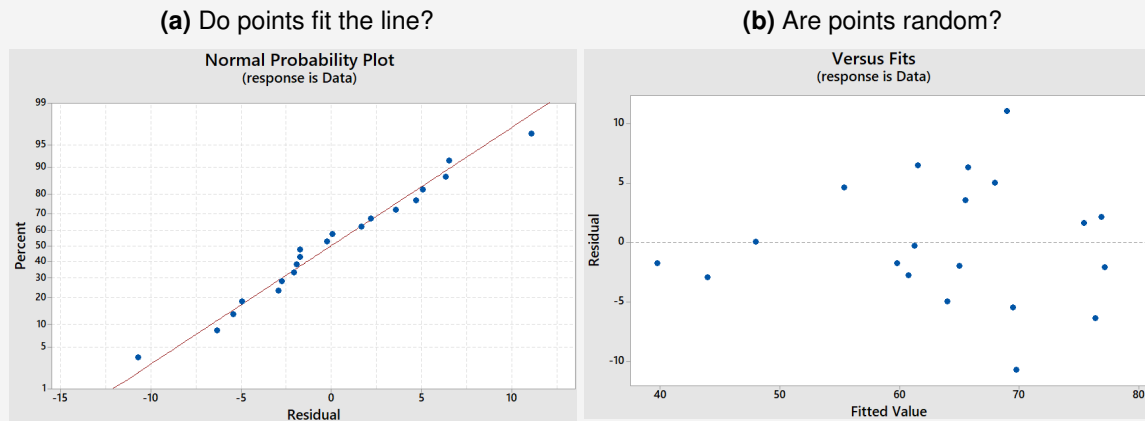 (a) Do points fit the line?
Normal Probability Plot
(response is Data)
99
95
90
80
70
60
50
40
30
20
10
5
1
Percent
-15 -10 -5 0 5 10
Residual
(b) Are points random?
Versus Fits
(response is Data)
10
5
0
-5
-10
Residual
40 50 60 70 80
Fitted Value